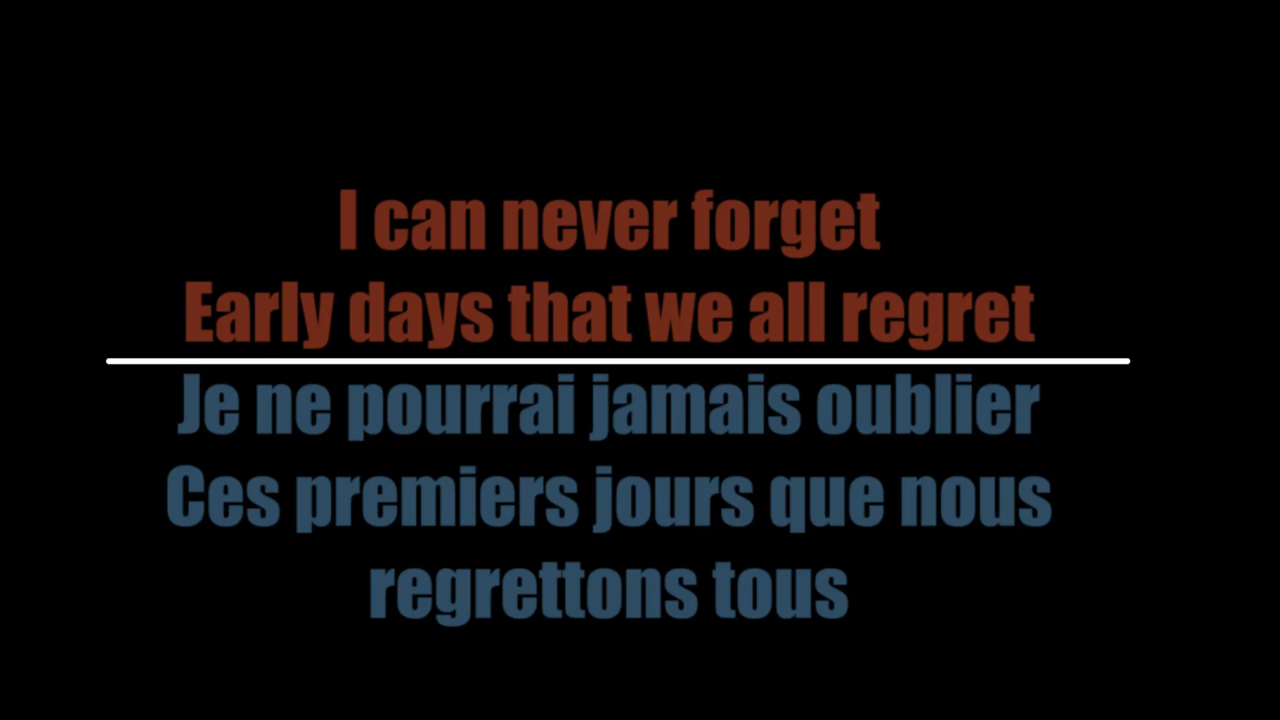 I can never forget
Early days that we all regret
Je ne pourrai jamais oublier
Ces premiers jours que nous
regrettons tous